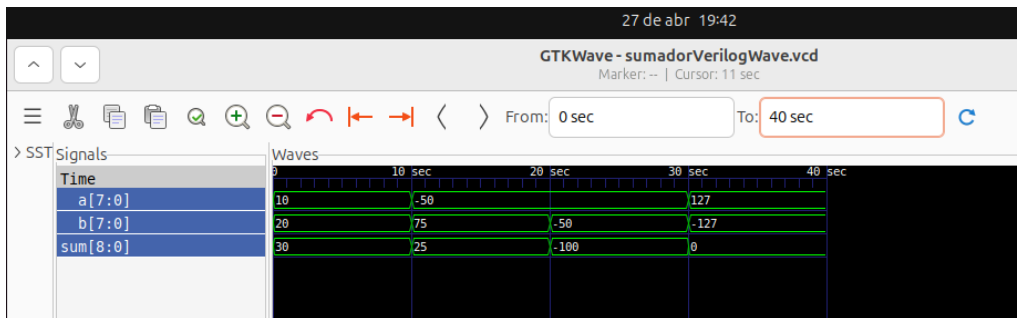 27 de abr 19:42
GTKWave - sumadorVerilogWave.vcd
Marker: -- | Cursor: 11 sec
From: 0 sec To: 40 sec
SST Signals Waves
Time 0 10 sec 20 sec 30 sec 40 sec
a[7:0] 10 -50 127
b[7:0] 20 75 -50 -127
sum[8:0] 30 25 -100 0